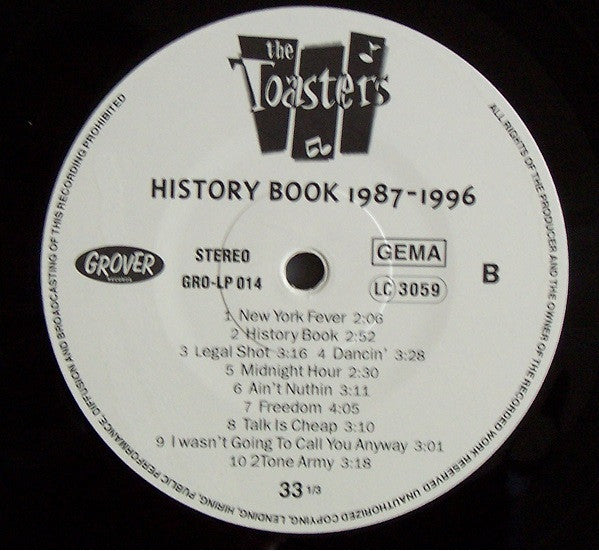 the
Toasters
HISTORY BOOK 1987-1996
GROVER
RECORDS
STEREO
GRO-LP 014
GEMA
LC 3059
B
1 New York Fever 2:06
2 History Book 2:52
3 Legal Shot 3:16 4 Dancin' 3:28
5 Midnight Hour 2:30
6 Ain't Nuthin 3:11
7 Freedom 4:05
8 Talk Is Cheap 3:10
9 I wasn't Going To Call You Anyway 3:01
10 2Tone Army 3:18
33 1/3
ALL RIGHTS OF THE PRODUCER AND THE OWNER OF THE RECORDED WORK RESERVED UNAUTHORIZED COPYING, LENDING, HIRING, PUBLIC PERFORMANCE, DIFFUSION AND BROADCASTING OF THIS RECORDING PROHIBITED